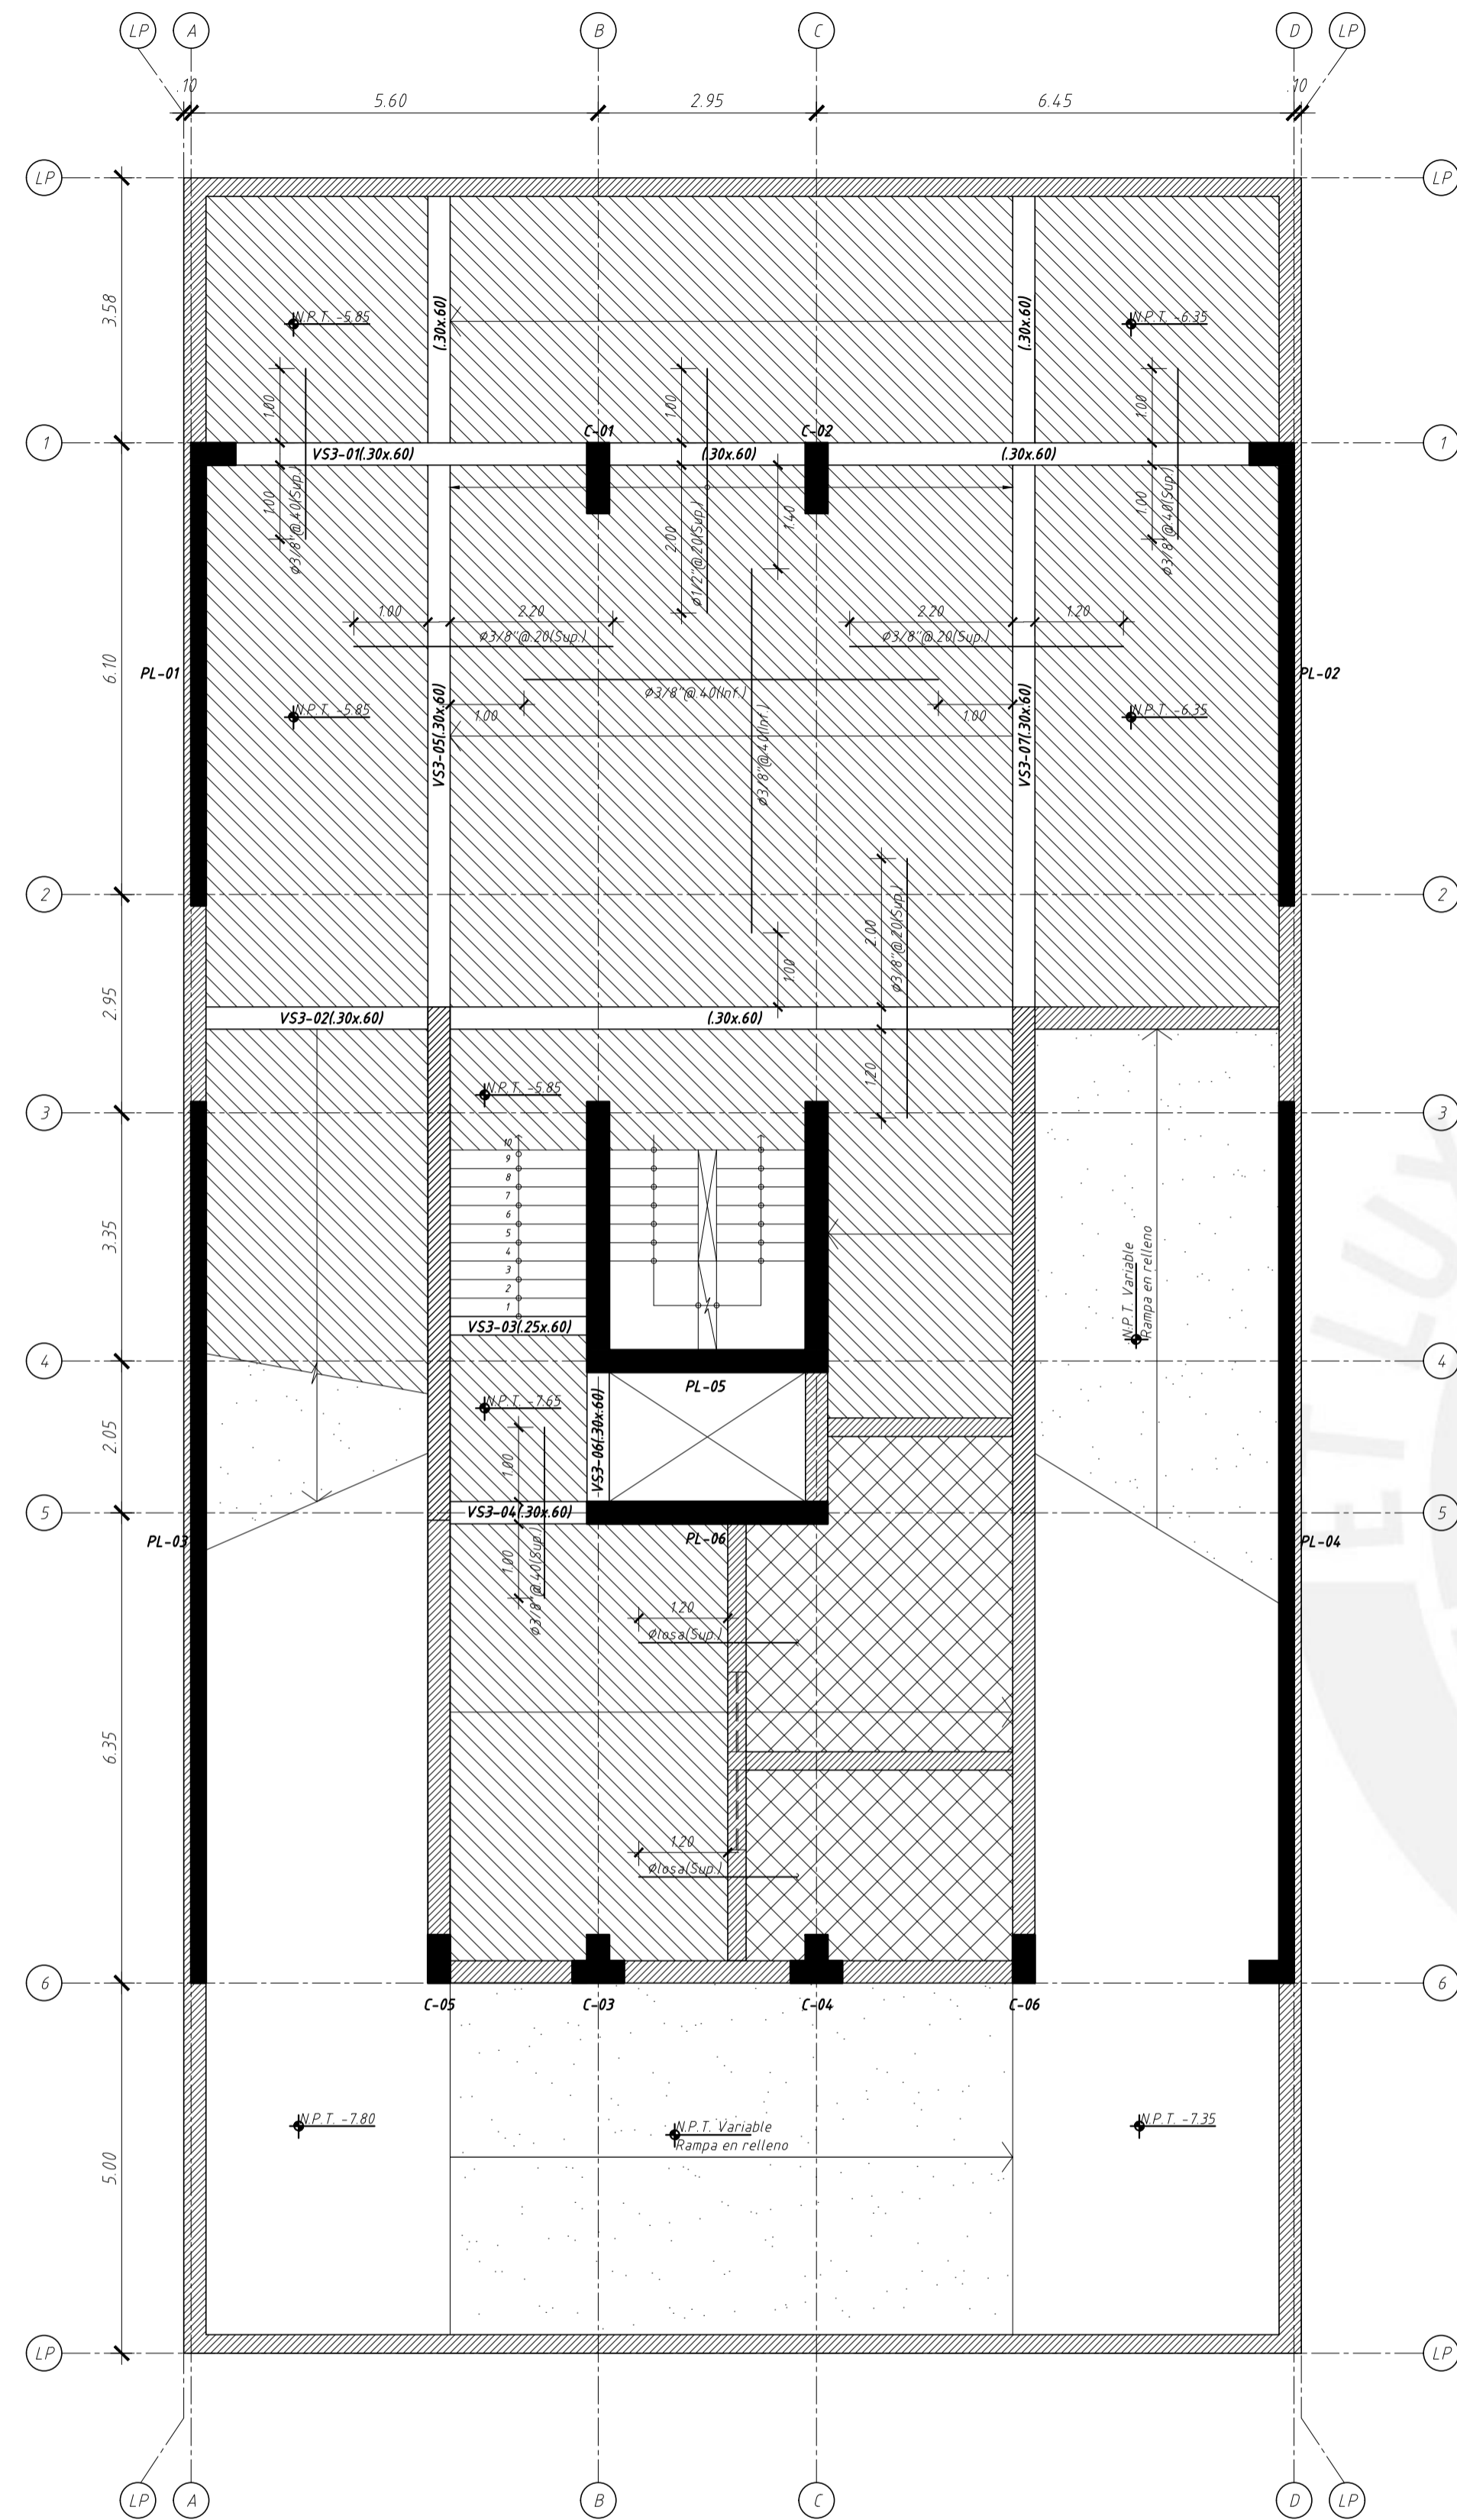 LP
A
B
C
D
LP
.10
5.60
2.95
6.45
.10
LP
LP
3.58
(.30x.60)
(.30x.60)
N.P.T. -5.85
N.P.T. -6.35
1.00
1.00
1.00
C-01
C-02
1
1
VS3-01(.30x.60)
(.30x.60)
(.30x.60)
1.00
Ø3/8"@.40(Sup.)
2.00
Ø1/2"@.20(Sup.)
1.40
1.00
Ø3/8"@.40(Sup.)
1.00
2.20
Ø3/8"@.20(Sup.)
2.20
1.20
Ø3/8"@.20(Sup.)
6.10
PL-01
PL-02
Ø3/8"@.40(Inf.)
1.00
1.00
N.P.T. -5.85
N.P.T. -6.35
VS3-05(.30x.60)
VS3-07(.30x.60)
Ø3/8"@.40(Inf.)
2
2
2.00
Ø3/8"@.20(Sup.)
1.00
2.95
VS3-02(.30x.60)
(.30x.60)
1.20
N.P.T. -5.85
3
3
10
9
8
7
6
5
4
3
2
1
3.35
N.P.T. Variable
Rampa en relleno
VS3-03(.25x.60)
4
4
PL-05
N.P.T. -7.65
VS3-06(.30x.60)
2.05
1.00
VS3-04(.30x.60)
5
5
PL-03
PL-06
PL-04
1.00
Ø3/8"@.40(Sup.)
1.20
Ølosa(Sup.)
6.35
1.20
Ølosa(Sup.)
6
6
C-05
C-03
C-04
C-06
N.P.T. -7.80
N.P.T. Variable
Rampa en relleno
N.P.T. -7.35
5.00
LP
LP
LP
A
B
C
D
LP
ET LUX